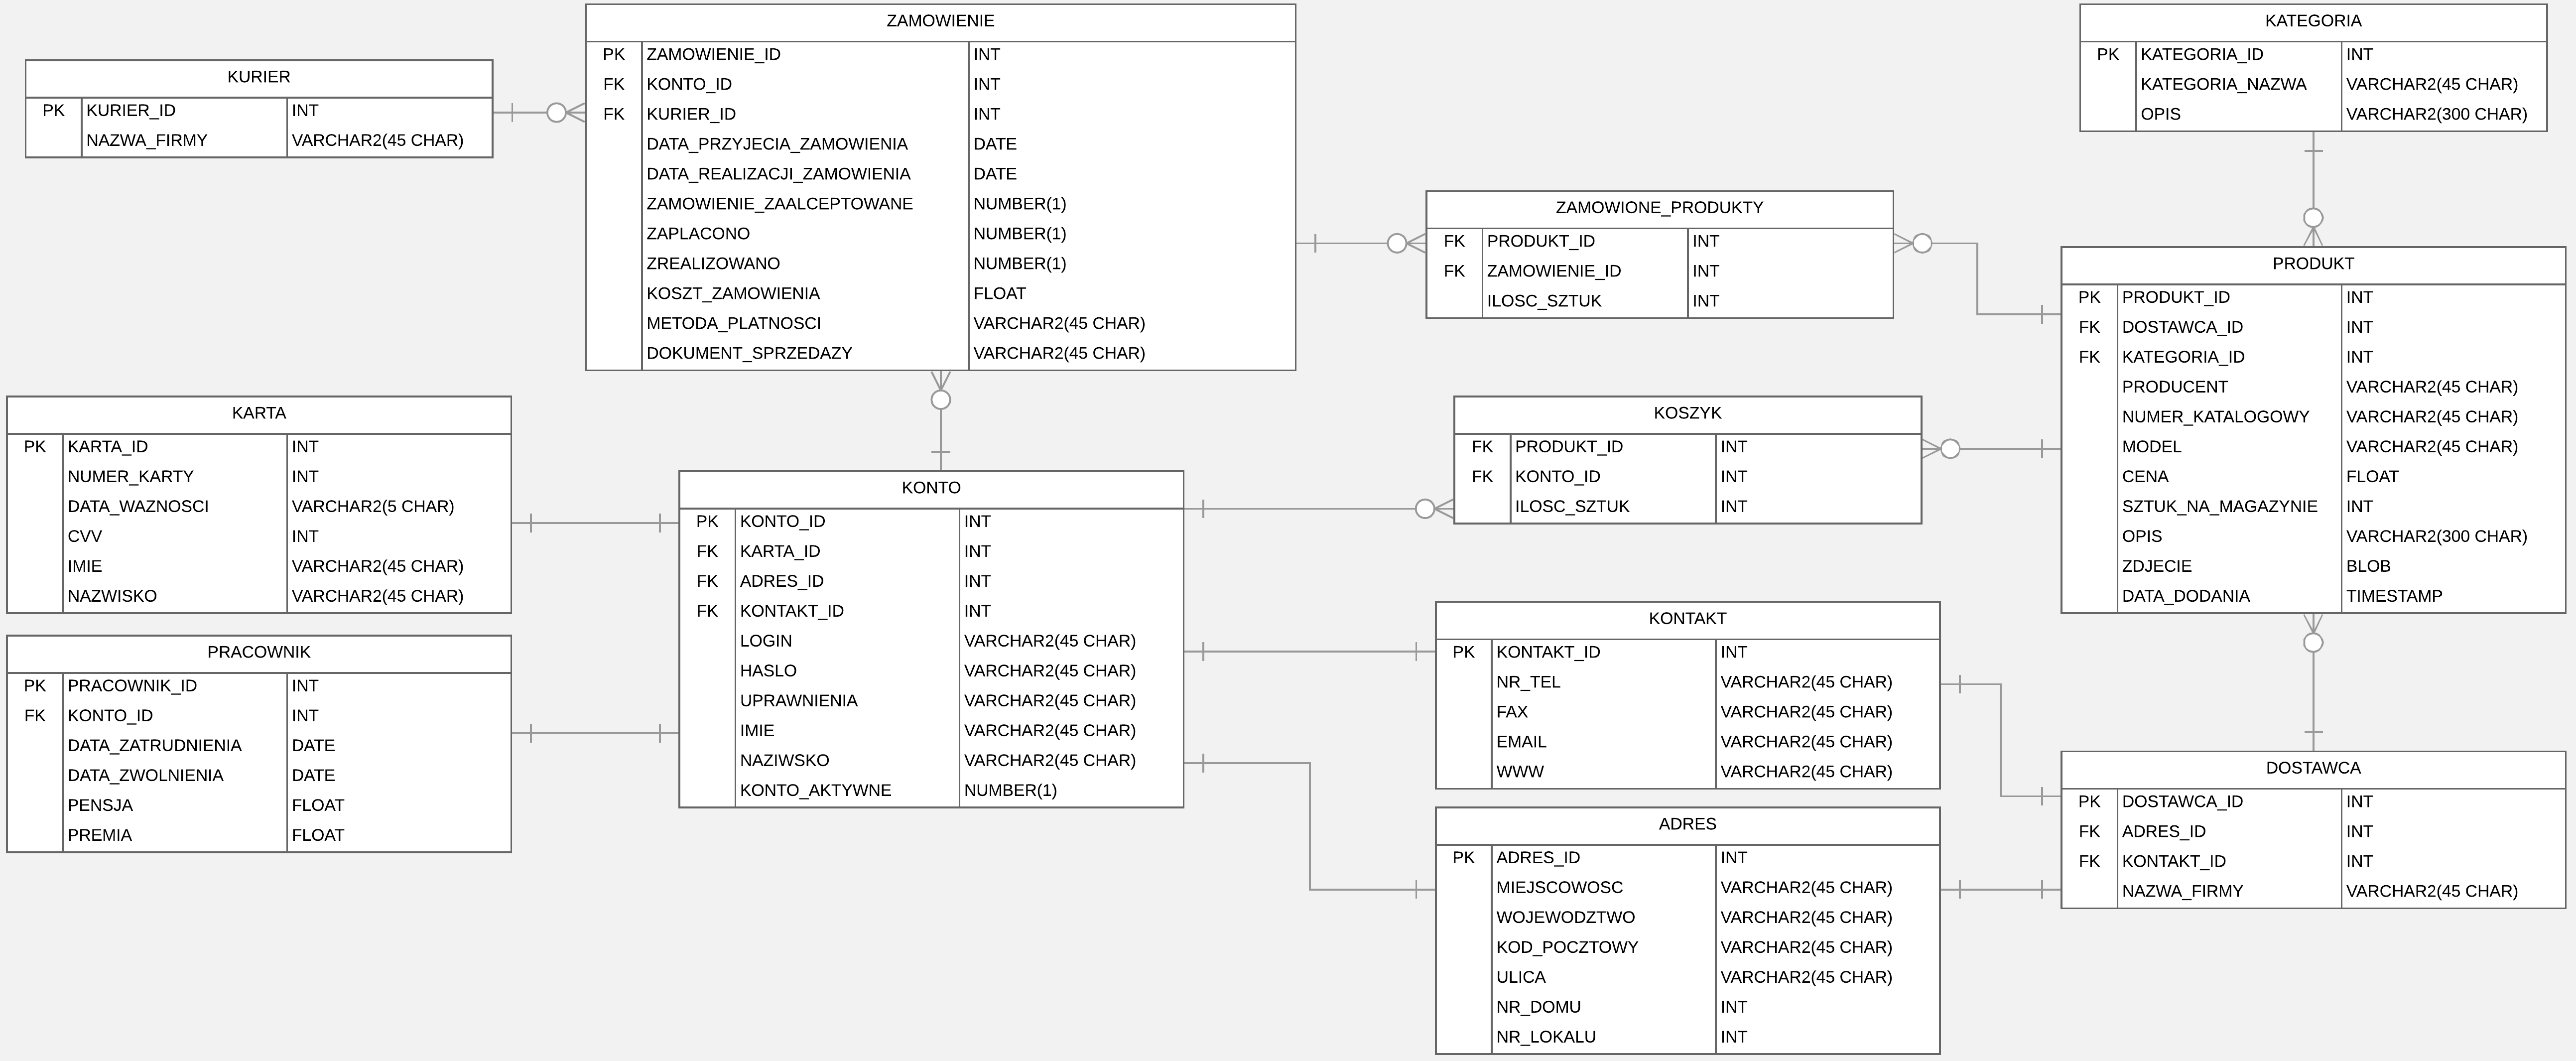 KURIER
PK KURIER_ID INT
NAZWA_FIRMY VARCHAR2(45 CHAR)
ZAMOWIENIE
PK ZAMOWIENIE_ID INT
FK KONTO_ID INT
FK KURIER_ID INT
DATA_PRZYJECIA_ZAMOWIENIA DATE
DATA_REALIZACJI_ZAMOWIENIA DATE
ZAMOWIENIE_ZAALCEPTOWANE NUMBER(1)
ZAPLACONO NUMBER(1)
ZREALIZOWANO NUMBER(1)
KOSZT_ZAMOWIENIA FLOAT
METODA_PLATNOSCI VARCHAR2(45 CHAR)
DOKUMENT_SPRZEDAZY VARCHAR2(45 CHAR)
KATEGORIA
PK KATEGORIA_ID INT
KATEGORIA_NAZWA VARCHAR2(45 CHAR)
OPIS VARCHAR2(300 CHAR)
ZAMOWIONE_PRODUKTY
FK PRODUKT_ID INT
FK ZAMOWIENIE_ID INT
ILOSC_SZTUK INT
PRODUKT
PK PRODUKT_ID INT
FK DOSTAWCA_ID INT
FK KATEGORIA_ID INT
PRODUCENT VARCHAR2(45 CHAR)
NUMER_KATALOGOWY VARCHAR2(45 CHAR)
MODEL VARCHAR2(45 CHAR)
CENA FLOAT
SZTUK_NA_MAGAZYNIE INT
OPIS VARCHAR2(300 CHAR)
ZDJECIE BLOB
DATA_DODANIA TIMESTAMP
KARTA
PK KARTA_ID INT
NUMER_KARTY INT
DATA_WAZNOSCI VARCHAR2(5 CHAR)
CVV INT
IMIE VARCHAR2(45 CHAR)
NAZWISKO VARCHAR2(45 CHAR)
KONTO
PK KONTO_ID INT
FK KARTA_ID INT
FK ADRES_ID INT
FK KONTAKT_ID INT
LOGIN VARCHAR2(45 CHAR)
HASLO VARCHAR2(45 CHAR)
UPRAWNIENIA VARCHAR2(45 CHAR)
IMIE VARCHAR2(45 CHAR)
NAZIWSKO VARCHAR2(45 CHAR)
KONTO_AKTYWNE NUMBER(1)
KOSZYK
FK PRODUKT_ID INT
FK KONTO_ID INT
ILOSC_SZTUK INT
PRACOWNIK
PK PRACOWNIK_ID INT
FK KONTO_ID INT
DATA_ZATRUDNIENIA DATE
DATA_ZWOLNIENIA DATE
PENSJA FLOAT
PREMIA FLOAT
KONTAKT
PK KONTAKT_ID INT
NR_TEL VARCHAR2(45 CHAR)
FAX VARCHAR2(45 CHAR)
EMAIL VARCHAR2(45 CHAR)
WWW VARCHAR2(45 CHAR)
DOSTAWCA
PK DOSTAWCA_ID INT
FK ADRES_ID INT
FK KONTAKT_ID INT
NAZWA_FIRMY VARCHAR2(45 CHAR)
ADRES
PK ADRES_ID INT
MIEJSCOWOSC VARCHAR2(45 CHAR)
WOJEWODZTWO VARCHAR2(45 CHAR)
KOD_POCZTOWY VARCHAR2(45 CHAR)
ULICA VARCHAR2(45 CHAR)
NR_DOMU INT
NR_LOKALU INT